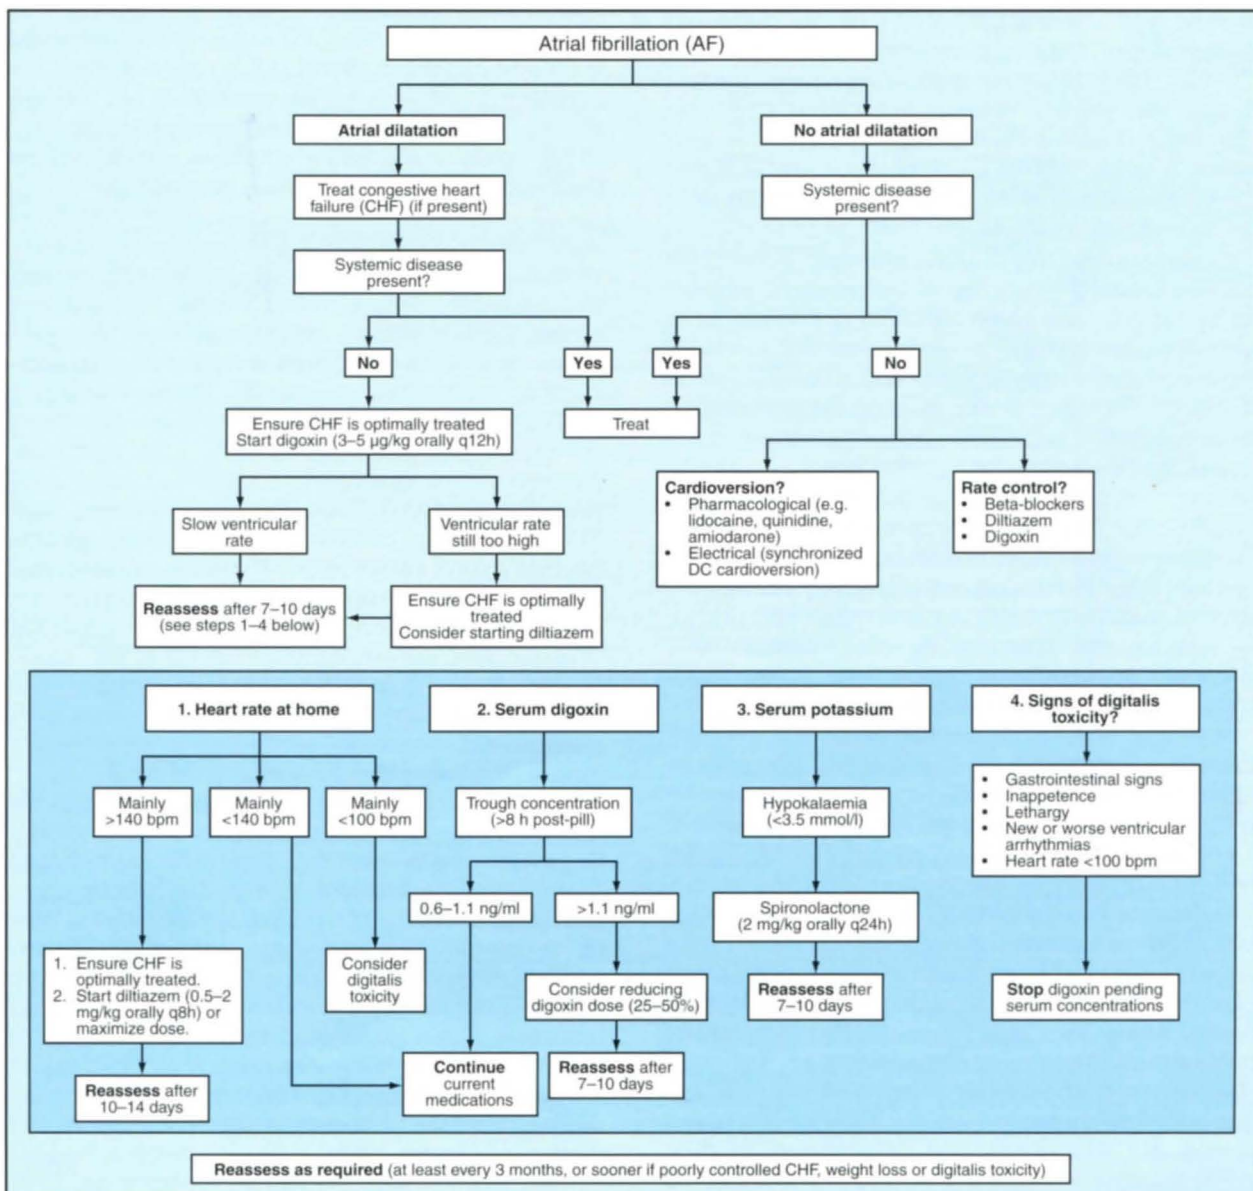 Atrial fibrillation (AF)
Atrial dilatation
No atrial dilatation
Treat congestive heart
failure (CHF) (if present)
Systemic disease
present?
Systemic disease
present?
No
Yes
Yes
No
Ensure CHF is optimally treated
Start digoxin (3–5 µg/kg orally q12h)
Treat
Slow ventricular
rate
Ventricular rate
still too high
Cardioversion?
• Pharmacological (e.g.
lidocaine, quinidine,
amiodarone)
• Electrical (synchronized
DC cardioversion)
Rate control?
• Beta-blockers
• Diltiazem
• Digoxin
Reassess after 7–10 days
(see steps 1–4 below)
Ensure CHF is optimally
treated
Consider starting diltiazem
1. Heart rate at home
2. Serum digoxin
3. Serum potassium
4. Signs of digitalis
toxicity?
Mainly
>140 bpm
Mainly
<140 bpm
Mainly
<100 bpm
Trough concentration
(>8 h post-pill)
Hypokalaemia
(<3.5 mmol/l)
• Gastrointestinal signs
• Inappetence
• Lethargy
• New or worse ventricular
arrhythmias
• Heart rate <100 bpm
0.6–1.1 ng/ml
>1.1 ng/ml
Spironolactone
(2 mg/kg orally q24h)
1. Ensure CHF is
optimally treated.
2. Start diltiazem (0.5–2
mg/kg orally q8h) or
maximize dose.
Consider
digitalis
toxicity
Consider reducing
digoxin dose (25–50%)
Reassess after
7–10 days
Stop digoxin pending
serum concentrations
Reassess after
10–14 days
Continue
current
medications
Reassess after
7–10 days
Reassess as required (at least every 3 months, or sooner if poorly controlled CHF, weight loss or digitalis toxicity)